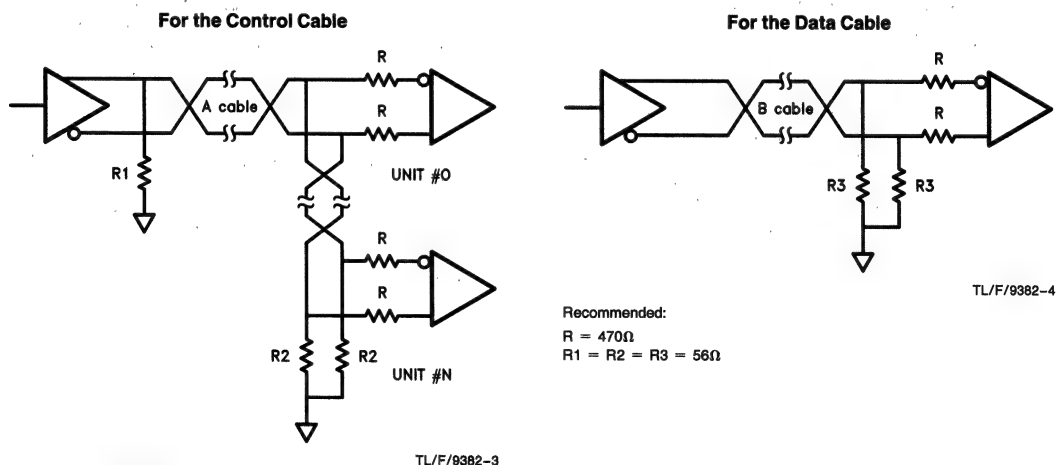 For the Control Cable
R
A cable
R
R1
UNIT #0
R
R
R2
R2
UNIT #N
TL/F/9382–3
For the Data Cable
R
B cable
R
R3
R3
TL/F/9382–4
Recommended:
R = 470Ω
R1 = R2 = R3 = 56Ω